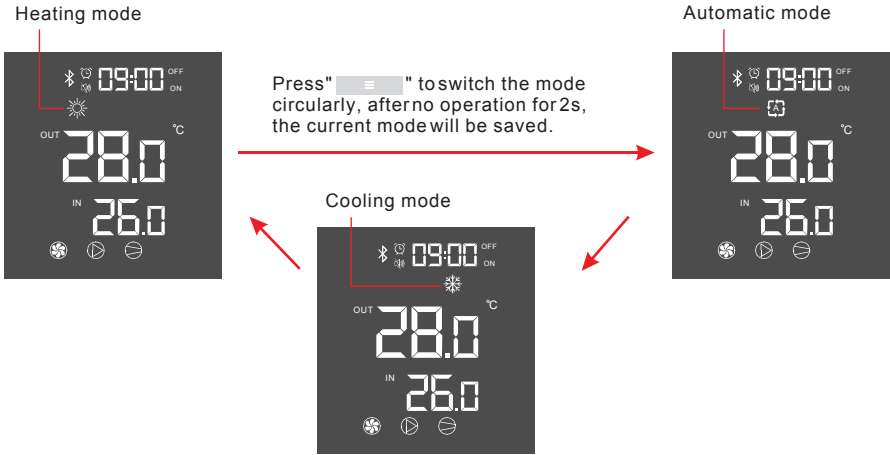 Heating mode
Automatic mode
09:00 OFF
ON
OUT 28.0 °C
IN 26.0
Press" ≡ " to switch the mode
circularly, after no operation for 2s,
the current mode will be saved.
09:00 OFF
ON
A
OUT 28.0 °C
IN 26.0
Cooling mode
09:00 OFF
ON
OUT 28.0 °C
IN 26.0